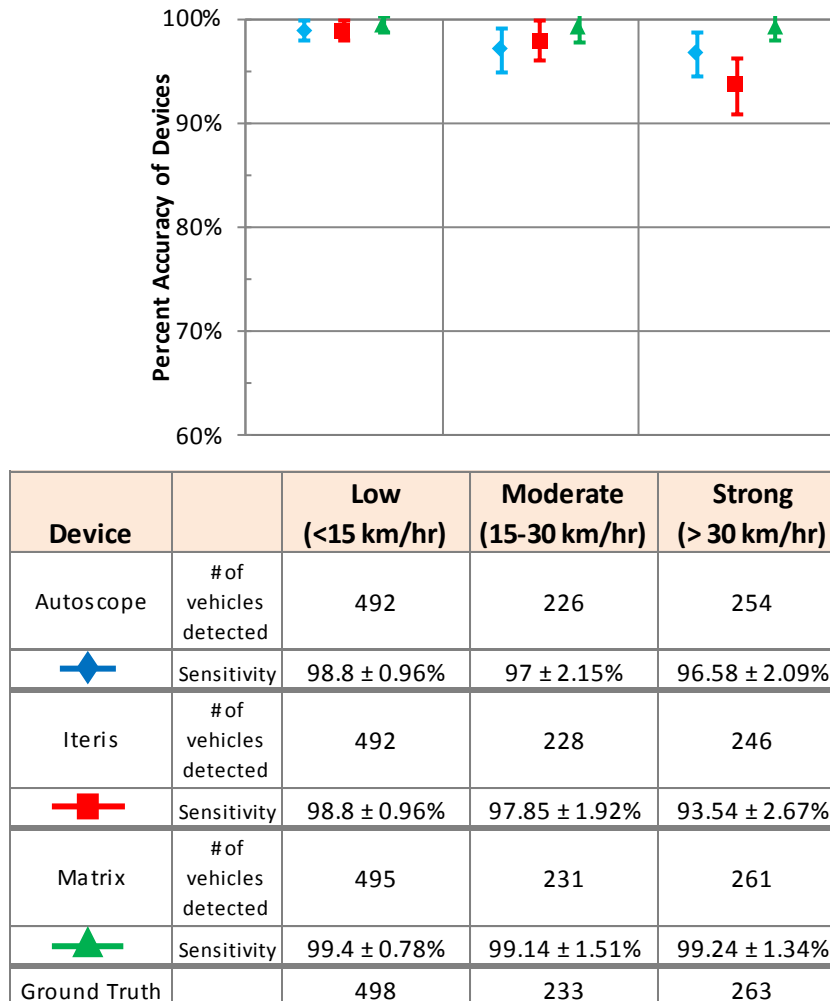 100%
90%
80%
70%
60%
Percent Accuracy of Devices
Device
Low
(<15 km/hr)
Moderate
(15-30 km/hr)
Strong
(> 30 km/hr)
Autoscope
# of
vehicles
detected
492
226
254
Sensitivity
98.8 ± 0.96%
97 ± 2.15%
96.58 ± 2.09%
Iteris
# of
vehicles
detected
492
228
246
Sensitivity
98.8 ± 0.96%
97.85 ± 1.92%
93.54 ± 2.67%
Matrix
# of
vehicles
detected
495
231
261
Sensitivity
99.4 ± 0.78%
99.14 ± 1.51%
99.24 ± 1.34%
Ground Truth
498
233
263